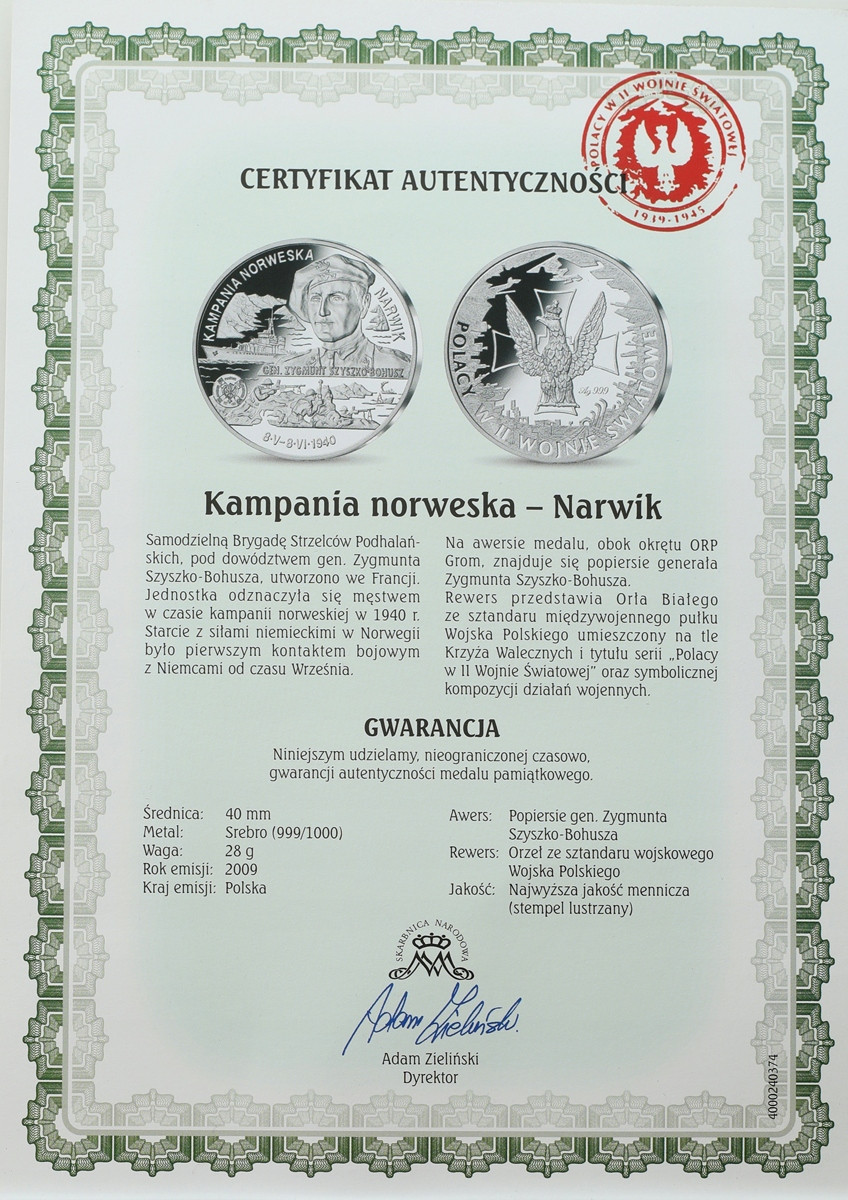 POLACY W II WOJNIE ŚWIATOWEJ
1939-1945
CERTYFIKAT AUTENTYCZNOŚCI
KAMPANIA NORWESKA
NARWIK
GEN. ZYGMUNT SZYSZKO-BOHUSZ
8·V–8·VI·1940
POLACY W II WOJNIE ŚWIATOWEJ
Ag 999
Kampania norweska – Narwik
Samodzielną Brygadę Strzelców Podhalań-
skich, pod dowództwem gen. Zygmunta
Szyszko-Bohusza, utworzono we Francji.
Jednostka odznaczyła się męstwem
w czasie kampanii norweskiej w 1940 r.
Starcie z siłami niemieckimi w Norwegii
było pierwszym kontaktem bojowym
z Niemcami od czasu Września.
Na awersie medalu, obok okrętu ORP
Grom, znajduje się popiersie generała
Zygmunta Szyszko-Bohusza.
Rewers przedstawia Orła Białego
ze sztandaru międzywojennego pułku
Wojska Polskiego umieszczony na tle
Krzyża Walecznych i tytułu serii „Polacy
w II Wojnie Światowej” oraz symbolicznej
kompozycji działań wojennych.
GWARANCJA
Niniejszym udzielamy, nieograniczonej czasowo,
gwarancji autentyczności medalu pamiątkowego.
Średnica: 40 mm
Metal: Srebro (999/1000)
Waga: 28 g
Rok emisji: 2009
Kraj emisji: Polska
Awers: Popiersie gen. Zygmunta
Szyszko-Bohusza
Rewers: Orzeł ze sztandaru wojskowego
Wojska Polskiego
Jakość: Najwyższa jakość mennicza
(stempel lustrzany)
SKARBNICA NARODOWA
Adam Zieliński
Adam Zieliński
Dyrektor
4000240374